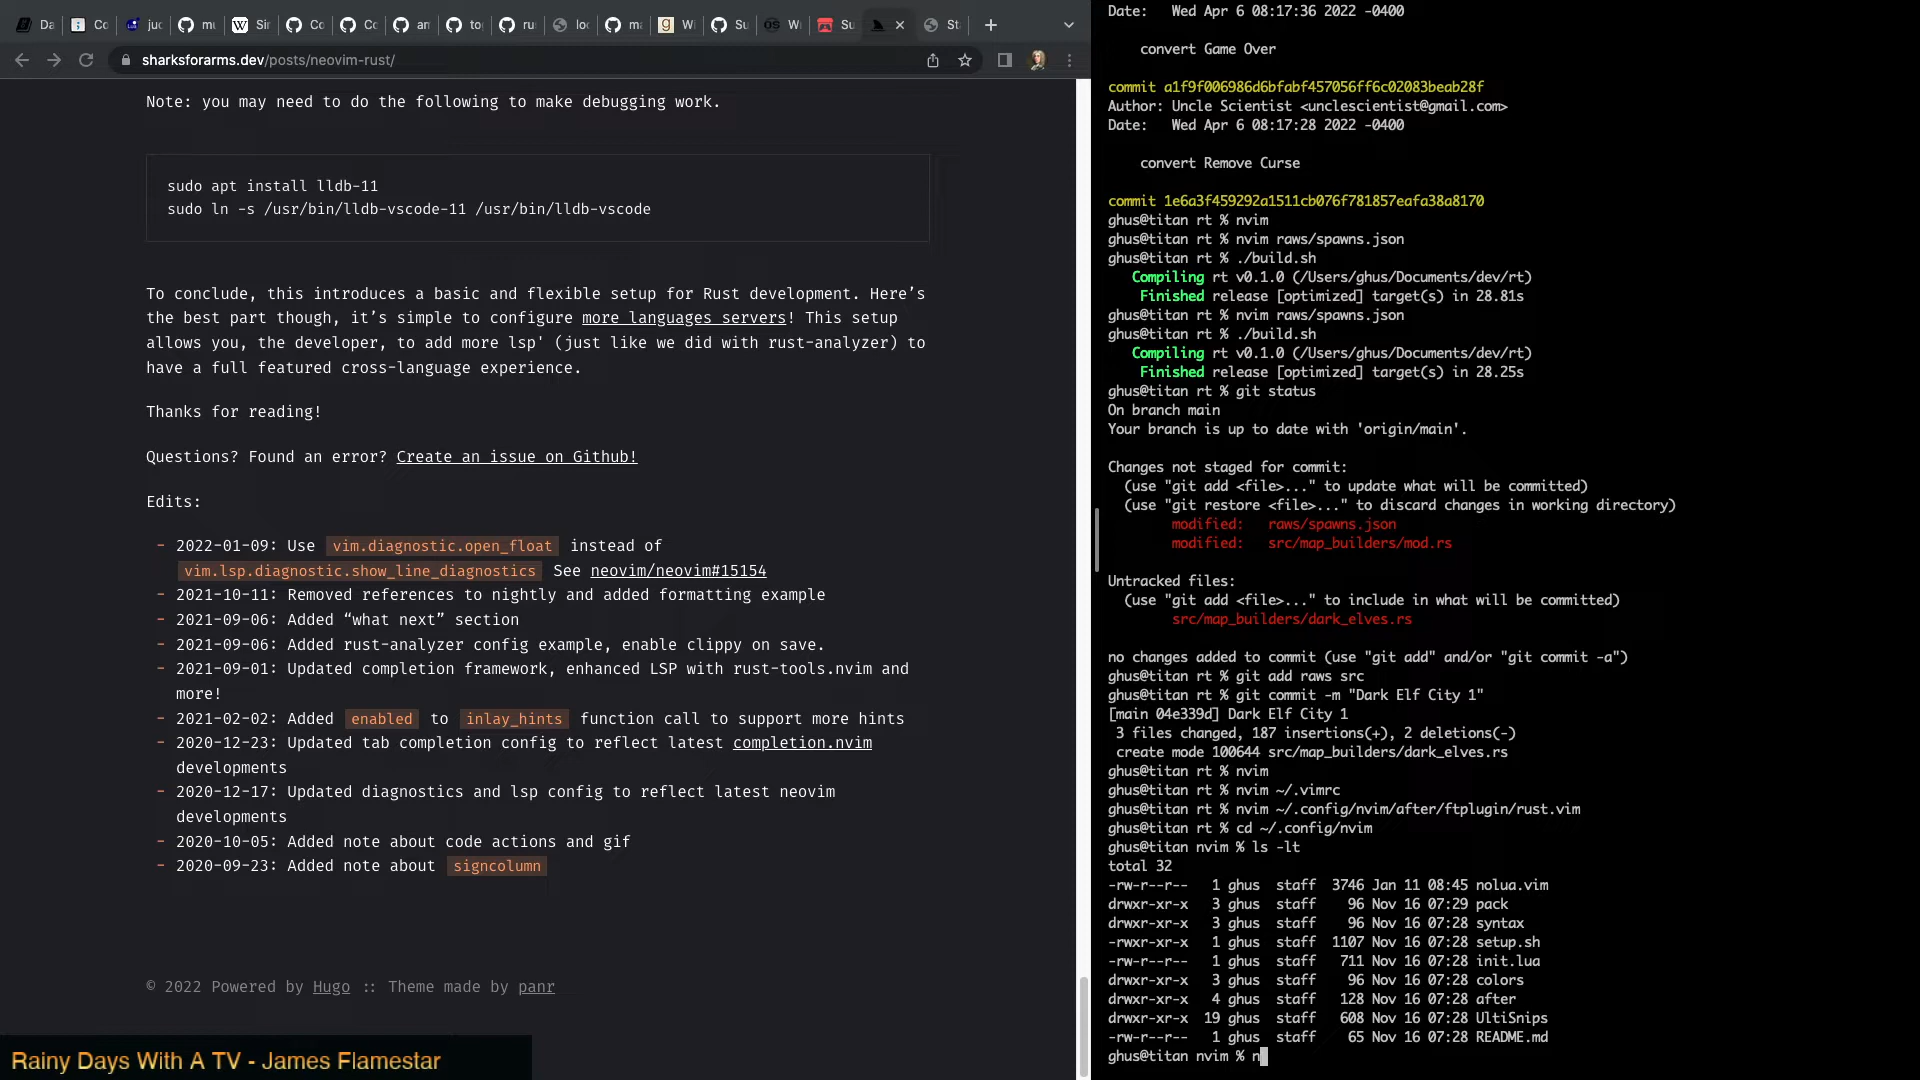 Da
Co
juc
mu
Sir
Co
Co
am
to
rus
loc
ma
Wi
Su
Wi
Su
St
sharksforarms.dev/posts/neovim-rust/
Note: you may need to do the following to make debugging work.
sudo apt install lldb-11
sudo ln -s /usr/bin/lldb-vscode-11 /usr/bin/lldb-vscode
To conclude, this introduces a basic and flexible setup for Rust development. Here’s
the best part though, it’s simple to configure more languages servers! This setup
allows you, the developer, to add more lsp' (just like we did with rust-analyzer) to
have a full featured cross-language experience.
Thanks for reading!
Questions? Found an error? Create an issue on Github!
Edits:
- 2022-01-09: Use vim.diagnostic.open_float instead of
vim.lsp.diagnostic.show_line_diagnostics See neovim/neovim#15154
- 2021-10-11: Removed references to nightly and added formatting example
- 2021-09-06: Added “what next” section
- 2021-09-06: Added rust-analyzer config example, enable clippy on save.
- 2021-09-01: Updated completion framework, enhanced LSP with rust-tools.nvim and
more!
- 2021-02-02: Added enabled to inlay_hints function call to support more hints
- 2020-12-23: Updated tab completion config to reflect latest completion.nvim
developments
- 2020-12-17: Updated diagnostics and lsp config to reflect latest neovim
developments
- 2020-10-05: Added note about code actions and gif
- 2020-09-23: Added note about signcolumn
© 2022 Powered by Hugo :: Theme made by panr
Rainy Days With A TV - James Flamestar
Date:   Wed Apr 6 08:17:36 2022 -0400
convert Game Over
commit a1f9f006986d6bfabf457056ff6c02083beab28f
Author: Uncle Scientist <unclescientist@gmail.com>
Date:   Wed Apr 6 08:17:28 2022 -0400
convert Remove Curse
commit 1e6a3f459292a1511cb076f781857eafa38a8170
ghus@titan rt % nvim
ghus@titan rt % nvim raws/spawns.json
ghus@titan rt % ./build.sh
Compiling rt v0.1.0 (/Users/ghus/Documents/dev/rt)
Finished release [optimized] target(s) in 28.81s
ghus@titan rt % nvim raws/spawns.json
ghus@titan rt % ./build.sh
Compiling rt v0.1.0 (/Users/ghus/Documents/dev/rt)
Finished release [optimized] target(s) in 28.25s
ghus@titan rt % git status
On branch main
Your branch is up to date with 'origin/main'.
Changes not staged for commit:
(use "git add <file>..." to update what will be committed)
(use "git restore <file>..." to discard changes in working directory)
modified:   raws/spawns.json
modified:   src/map_builders/mod.rs
Untracked files:
(use "git add <file>..." to include in what will be committed)
src/map_builders/dark_elves.rs
no changes added to commit (use "git add" and/or "git commit -a")
ghus@titan rt % git add raws src
ghus@titan rt % git commit -m "Dark Elf City 1"
[main 04e339d] Dark Elf City 1
3 files changed, 187 insertions(+), 2 deletions(-)
create mode 100644 src/map_builders/dark_elves.rs
ghus@titan rt % nvim
ghus@titan rt % nvim ~/.vimrc
ghus@titan rt % nvim ~/.config/nvim/after/ftplugin/rust.vim
ghus@titan rt % cd ~/.config/nvim
ghus@titan nvim % ls -lt
total 32
-rw-r--r--   1 ghus  staff  3746 Jan 11 08:45 nolua.vim
drwxr-xr-x   3 ghus  staff    96 Nov 16 07:29 pack
drwxr-xr-x   3 ghus  staff    96 Nov 16 07:28 syntax
-rwxr-xr-x   1 ghus  staff  1107 Nov 16 07:28 setup.sh
-rw-r--r--   1 ghus  staff   711 Nov 16 07:28 init.lua
drwxr-xr-x   3 ghus  staff    96 Nov 16 07:28 colors
drwxr-xr-x   4 ghus  staff   128 Nov 16 07:28 after
drwxr-xr-x  19 ghus  staff   608 Nov 16 07:28 UltiSnips
-rw-r--r--   1 ghus  staff    65 Nov 16 07:28 README.md
ghus@titan nvim % n